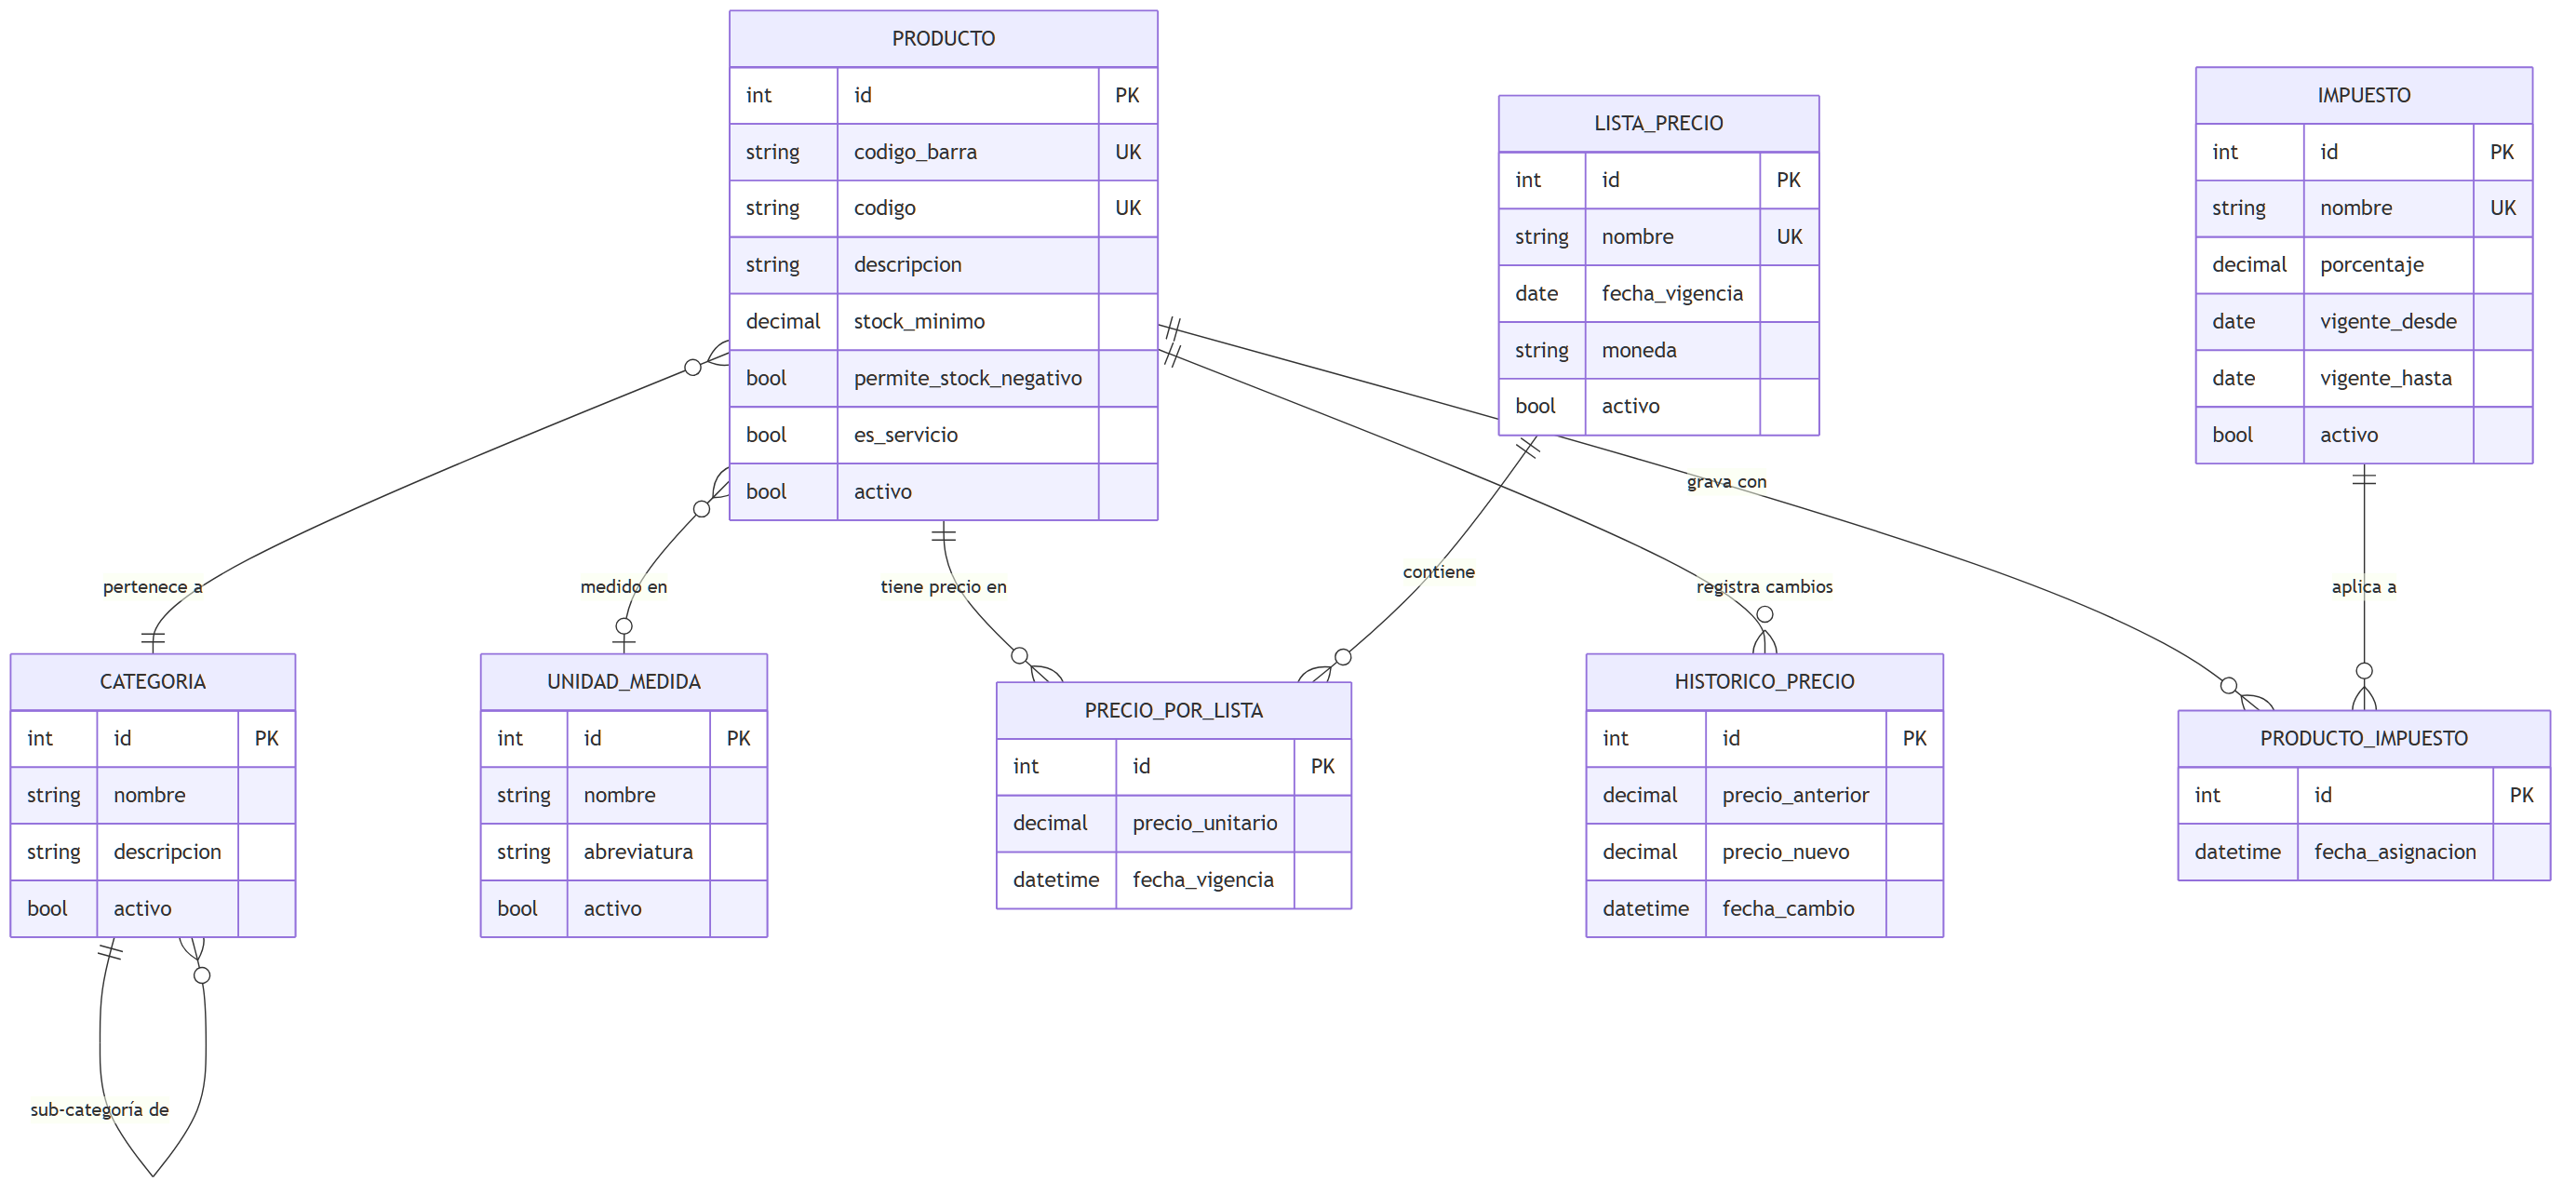 PRODUCTO
int id PK
string codigo_barra UK
string codigo UK
string descripcion
decimal stock_minimo
bool permite_stock_negativo
bool es_servicio
bool activo
LISTA_PRECIO
int id PK
string nombre UK
date fecha_vigencia
string moneda
bool activo
IMPUESTO
int id PK
string nombre UK
decimal porcentaje
date vigente_desde
date vigente_hasta
bool activo
grava con
pertenece a
medido en
tiene precio en
contiene
registra cambios
aplica a
CATEGORIA
int id PK
string nombre
string descripcion
bool activo
UNIDAD_MEDIDA
int id PK
string nombre
string abreviatura
bool activo
PRECIO_POR_LISTA
int id PK
decimal precio_unitario
datetime fecha_vigencia
HISTORICO_PRECIO
int id PK
decimal precio_anterior
decimal precio_nuevo
datetime fecha_cambio
PRODUCTO_IMPUESTO
int id PK
datetime fecha_asignacion
sub-categoría de